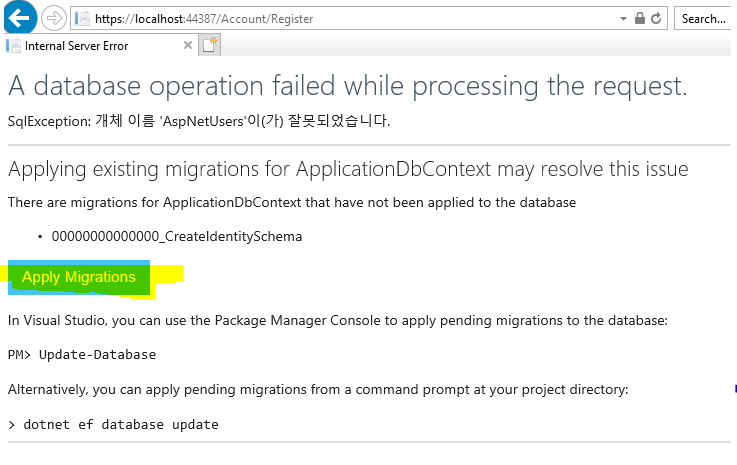 https://localhost:44387/Account/Register
Search...
Internal Server Error
A database operation failed while processing the request.
SqlException: 개체 이름 'AspNetUsers'이(가) 잘못되었습니다.
Applying existing migrations for ApplicationDbContext may resolve this issue
There are migrations for ApplicationDbContext that have not been applied to the database
• 00000000000000_CreateIdentitySchema
Apply Migrations
In Visual Studio, you can use the Package Manager Console to apply pending migrations to the database:
PM> Update-Database
Alternatively, you can apply pending migrations from a command prompt at your project directory:
> dotnet ef database update